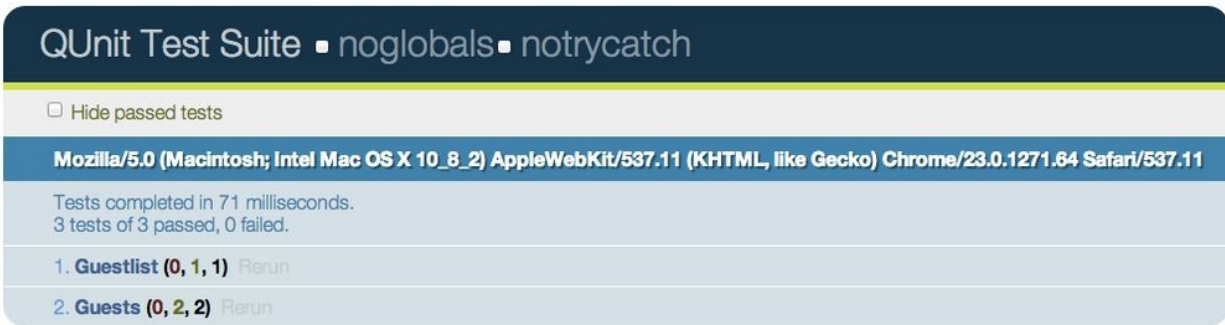 QUnit Test Suite ▪ noglobals▪ notrycatch
Hide passed tests
Mozilla/5.0 (Macintosh; Intel Mac OS X 10_8_2) AppleWebKit/537.11 (KHTML, like Gecko) Chrome/23.0.1271.64 Safari/537.11
Tests completed in 71 milliseconds.
3 tests of 3 passed, 0 failed.
1. Guestlist (0, 1, 1) Rerun
2. Guests (0, 2, 2) Rerun